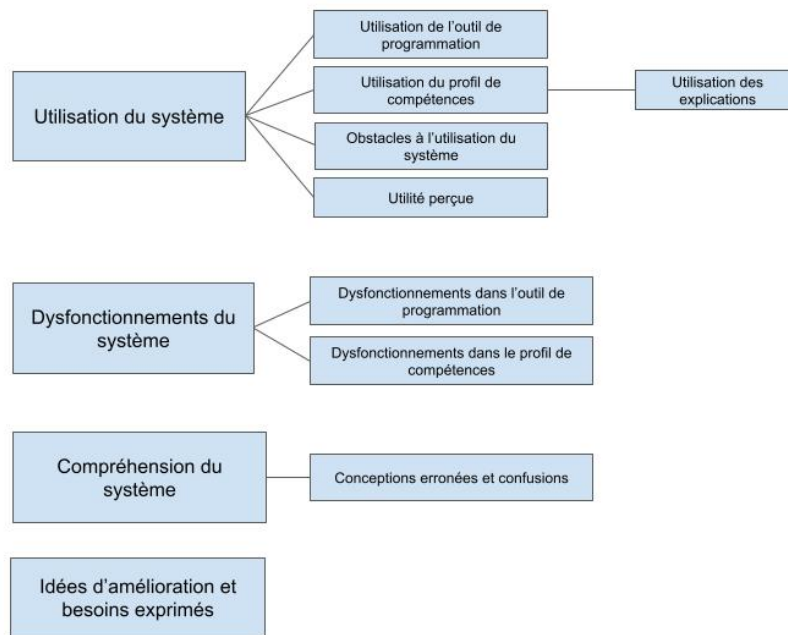 Utilisation du système
Utilisation de l'outil de
programmation
Utilisation du profil de
compétences
Utilisation des
explications
Obstacles à l'utilisation du
système
Utilité perçue
Dysfonctionnements du
système
Dysfonctionnements dans l'outil de
programmation
Dysfonctionnements dans le profil de
compétences
Compréhension du
système
Conceptions erronées et confusions
Idées d'amélioration et
besoins exprimés